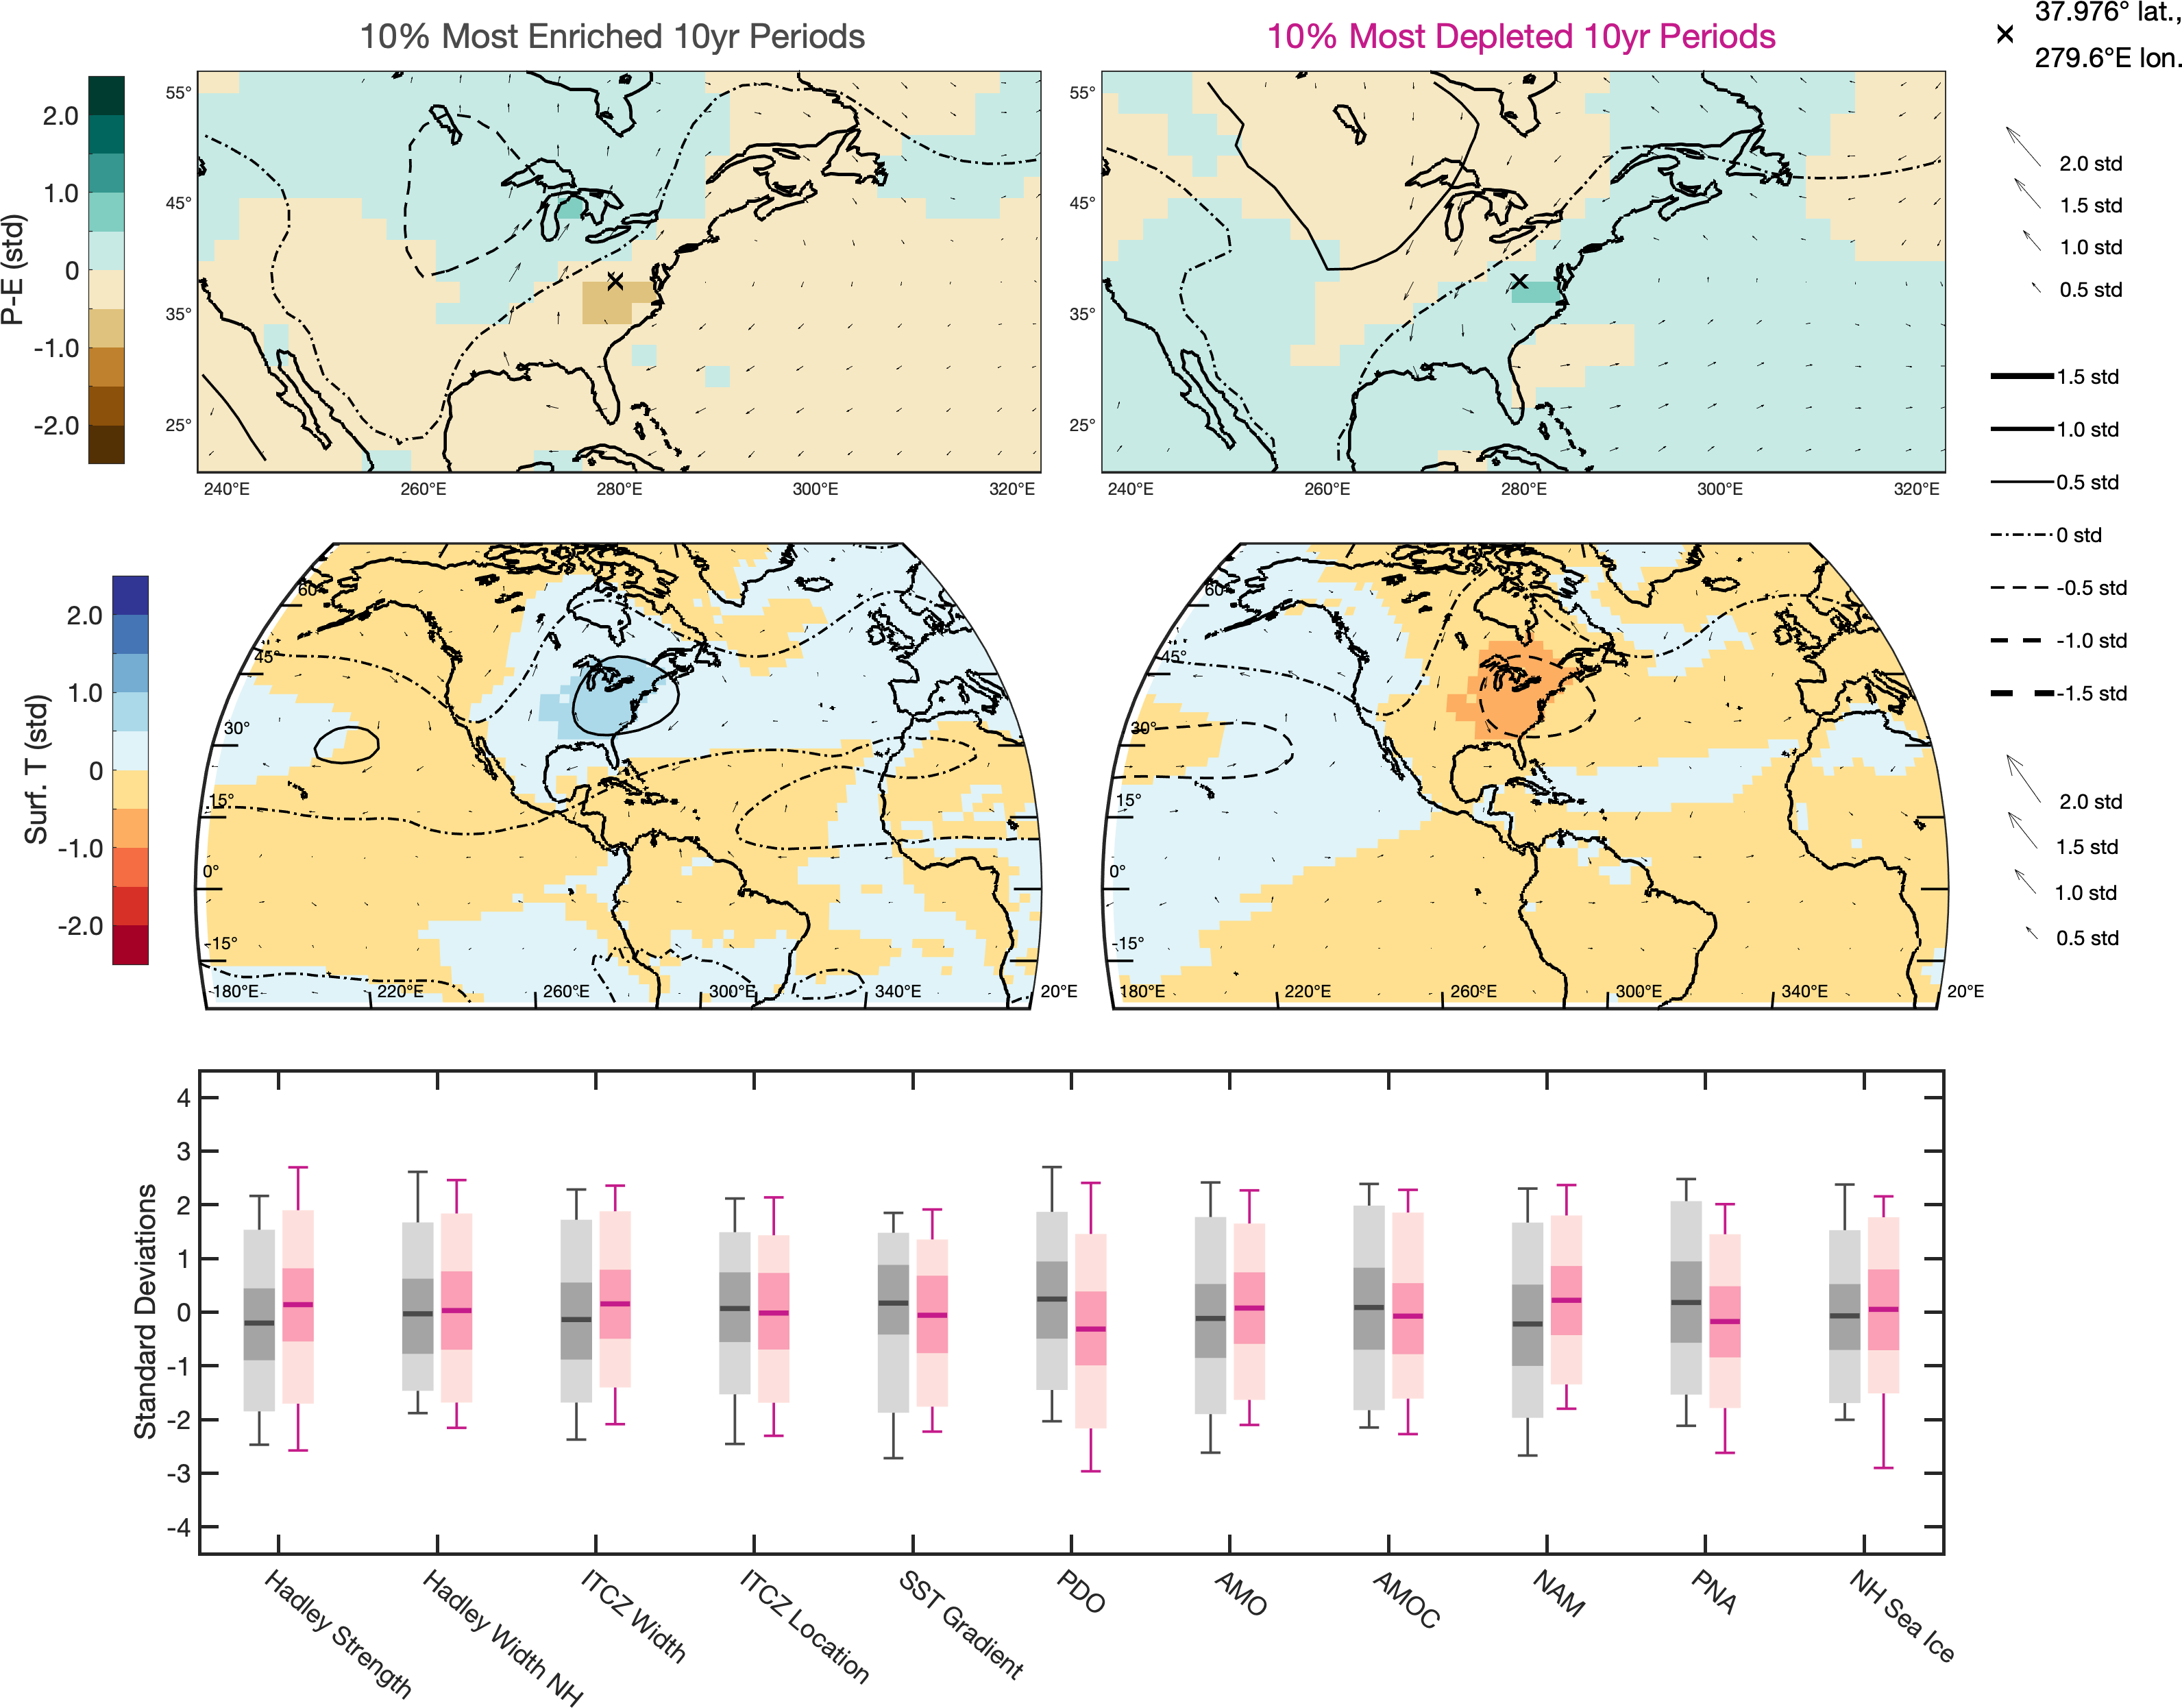 10% Most Enriched 10yr Periods
10% Most Depleted 10yr Periods
37.976° lat.,
279.6°E lon.
P-E (std)
2.0
1.0
0
-1.0
-2.0
55°
45°
35°
25°
240°E
260°E
280°E
300°E
320°E
55°
45°
35°
25°
240°E
260°E
280°E
300°E
320°E
2.0 std
1.5 std
1.0 std
0.5 std
1.5 std
1.0 std
0.5 std
0 std
-0.5 std
-1.0 std
-1.5 std
Surf. T (std)
2.0
1.0
0
-1.0
-2.0
60°
45°
30°
15°
0°
-15°
180°E
220°E
260°E
300°E
340°E
20°E
60°
45°
30°
15°
0°
-15°
180°E
220°E
260°E
300°E
340°E
20°E
2.0 std
1.5 std
1.0 std
0.5 std
Standard Deviations
4
3
2
1
0
-1
-2
-3
-4
Hadley Strength
Hadley Width NH
ITCZ Width
ITCZ Location
SST Gradient
PDO
AMO
AMOC
NAM
PNA
NH Sea Ice